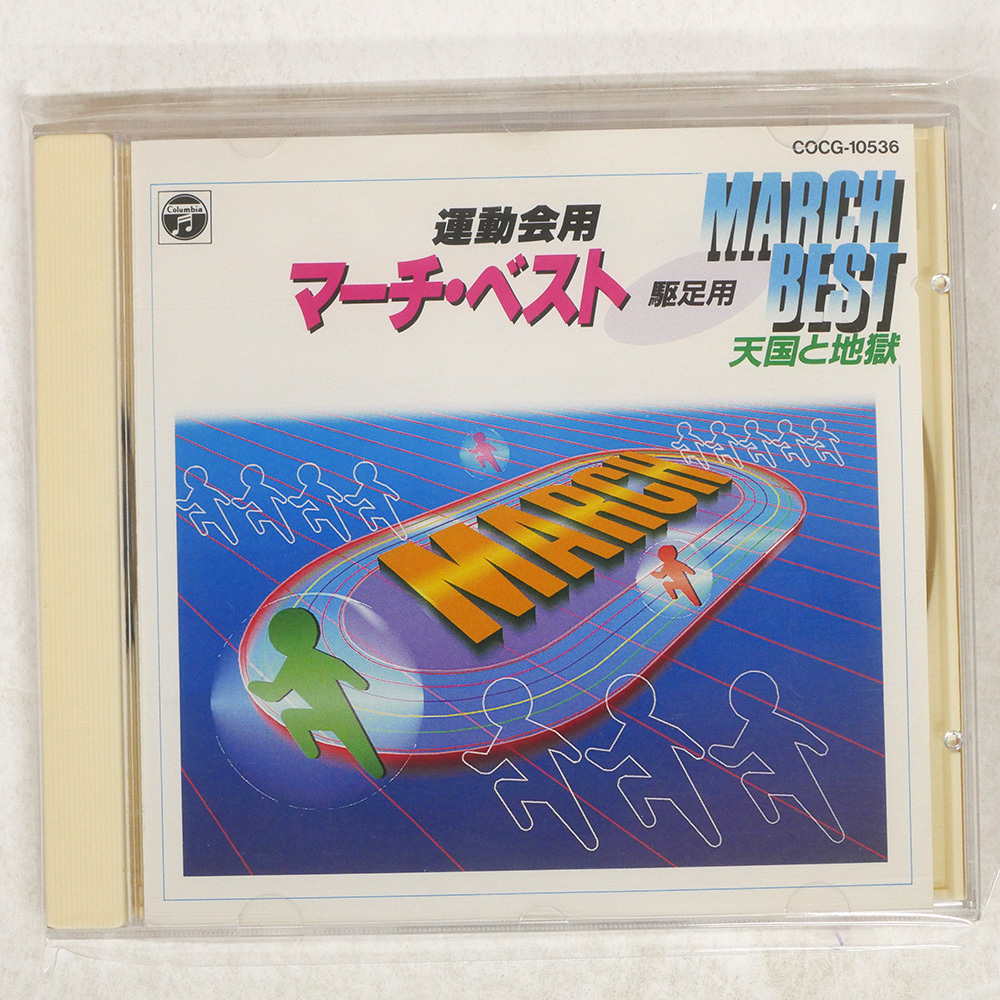 COCG-10536
Columbia
運動会用
マーチ・ベスト
駆足用
MARCH
BEST
天国と地獄
MARCH